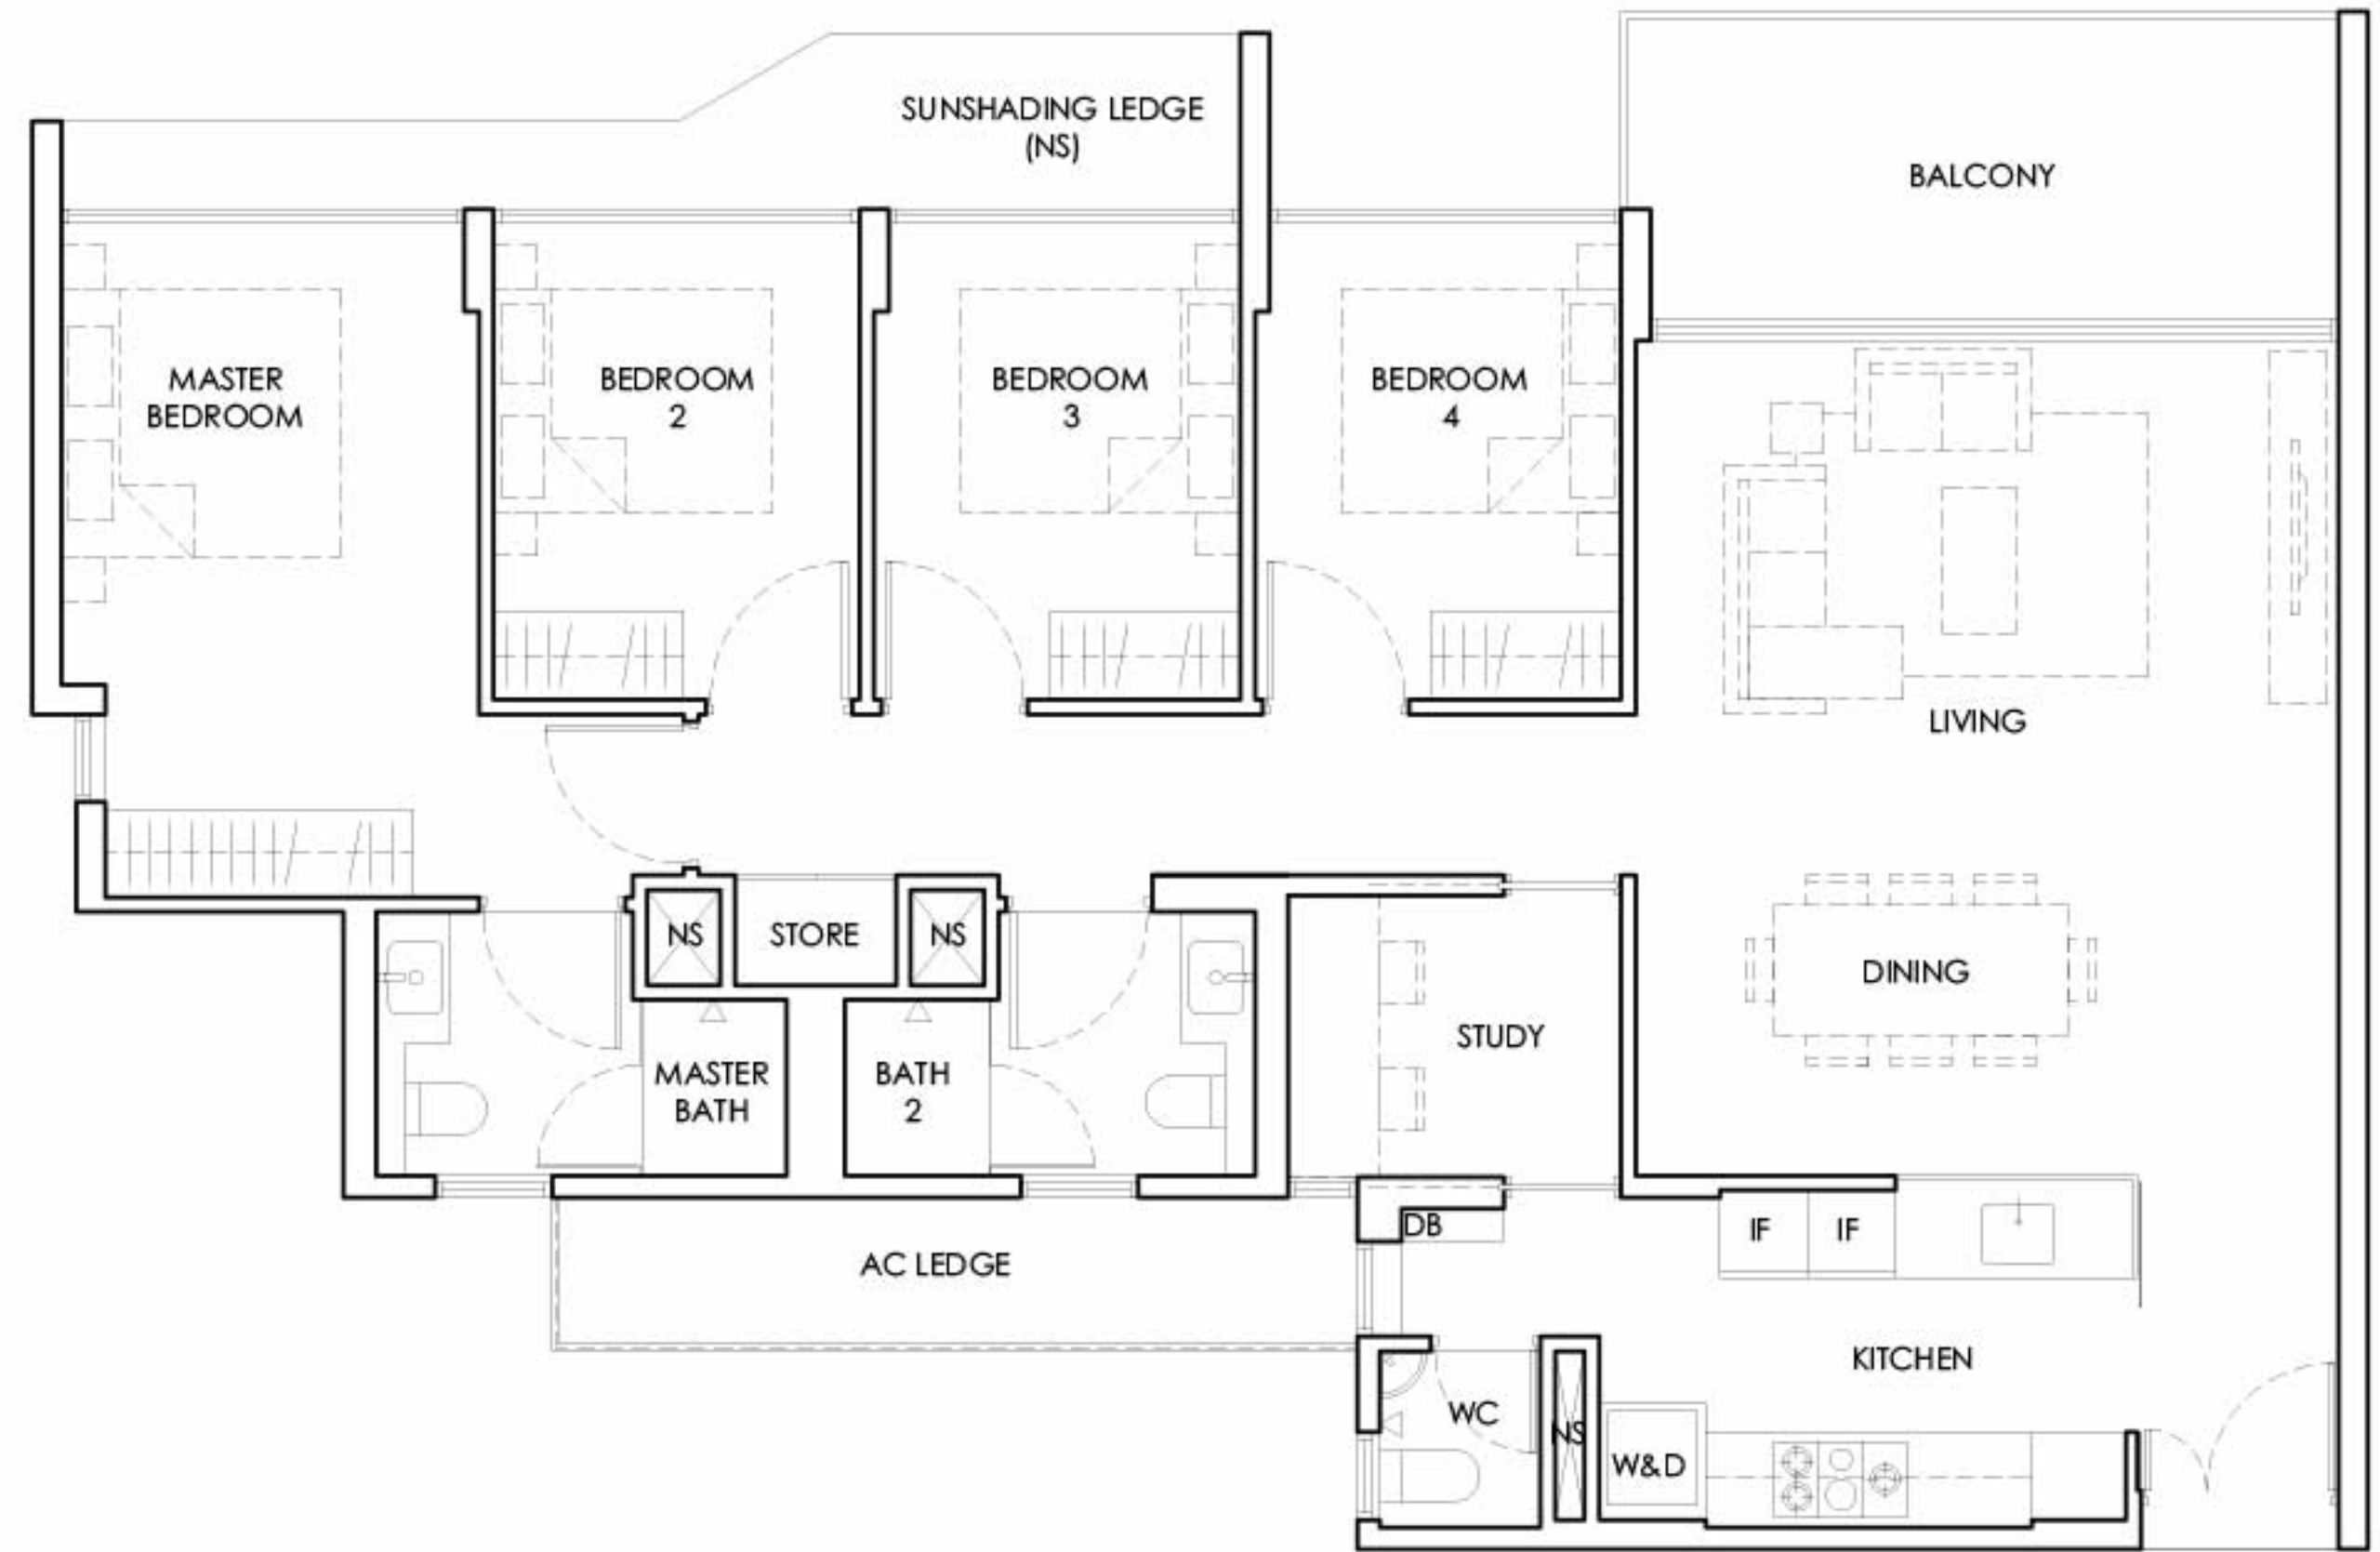 SUNSHADING LEDGE
(NS)
BALCONY
MASTER
BEDROOM
BEDROOM
2
BEDROOM
3
BEDROOM
4
LIVING
NS
STORE
NS
DINING
STUDY
MASTER
BATH
BATH
2
DB
IF
IF
AC LEDGE
KITCHEN
WC
NS
W&D